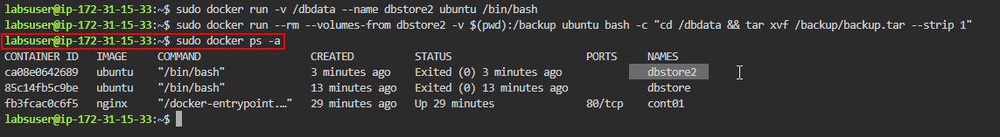 labsuser@ip-172-31-15-33:~$ sudo docker run -v /dbdata --name dbstore2 ubuntu /bin/bash
labsuser@ip-172-31-15-33:~$ sudo docker run --rm --volumes-from dbstore2 -v $(pwd):/backup ubuntu bash -c "cd /dbdata && tar xvf /backup/backup.tar --strip 1"
labsuser@ip-172-31-15-33:~$ sudo docker ps -a
CONTAINER ID   IMAGE    COMMAND                  CREATED          STATUS                      PORTS    NAMES
ca08e0642689   ubuntu   "/bin/bash"              3 minutes ago    Exited (0) 3 minutes ago             dbstore2
85c14fb5c9be   ubuntu   "/bin/bash"              13 minutes ago   Exited (0) 13 minutes ago            dbstore
fb3fcac0c6f5   nginx    "/docker-entrypoint.…"   29 minutes ago   Up 29 minutes               80/tcp   cont01
labsuser@ip-172-31-15-33:~$